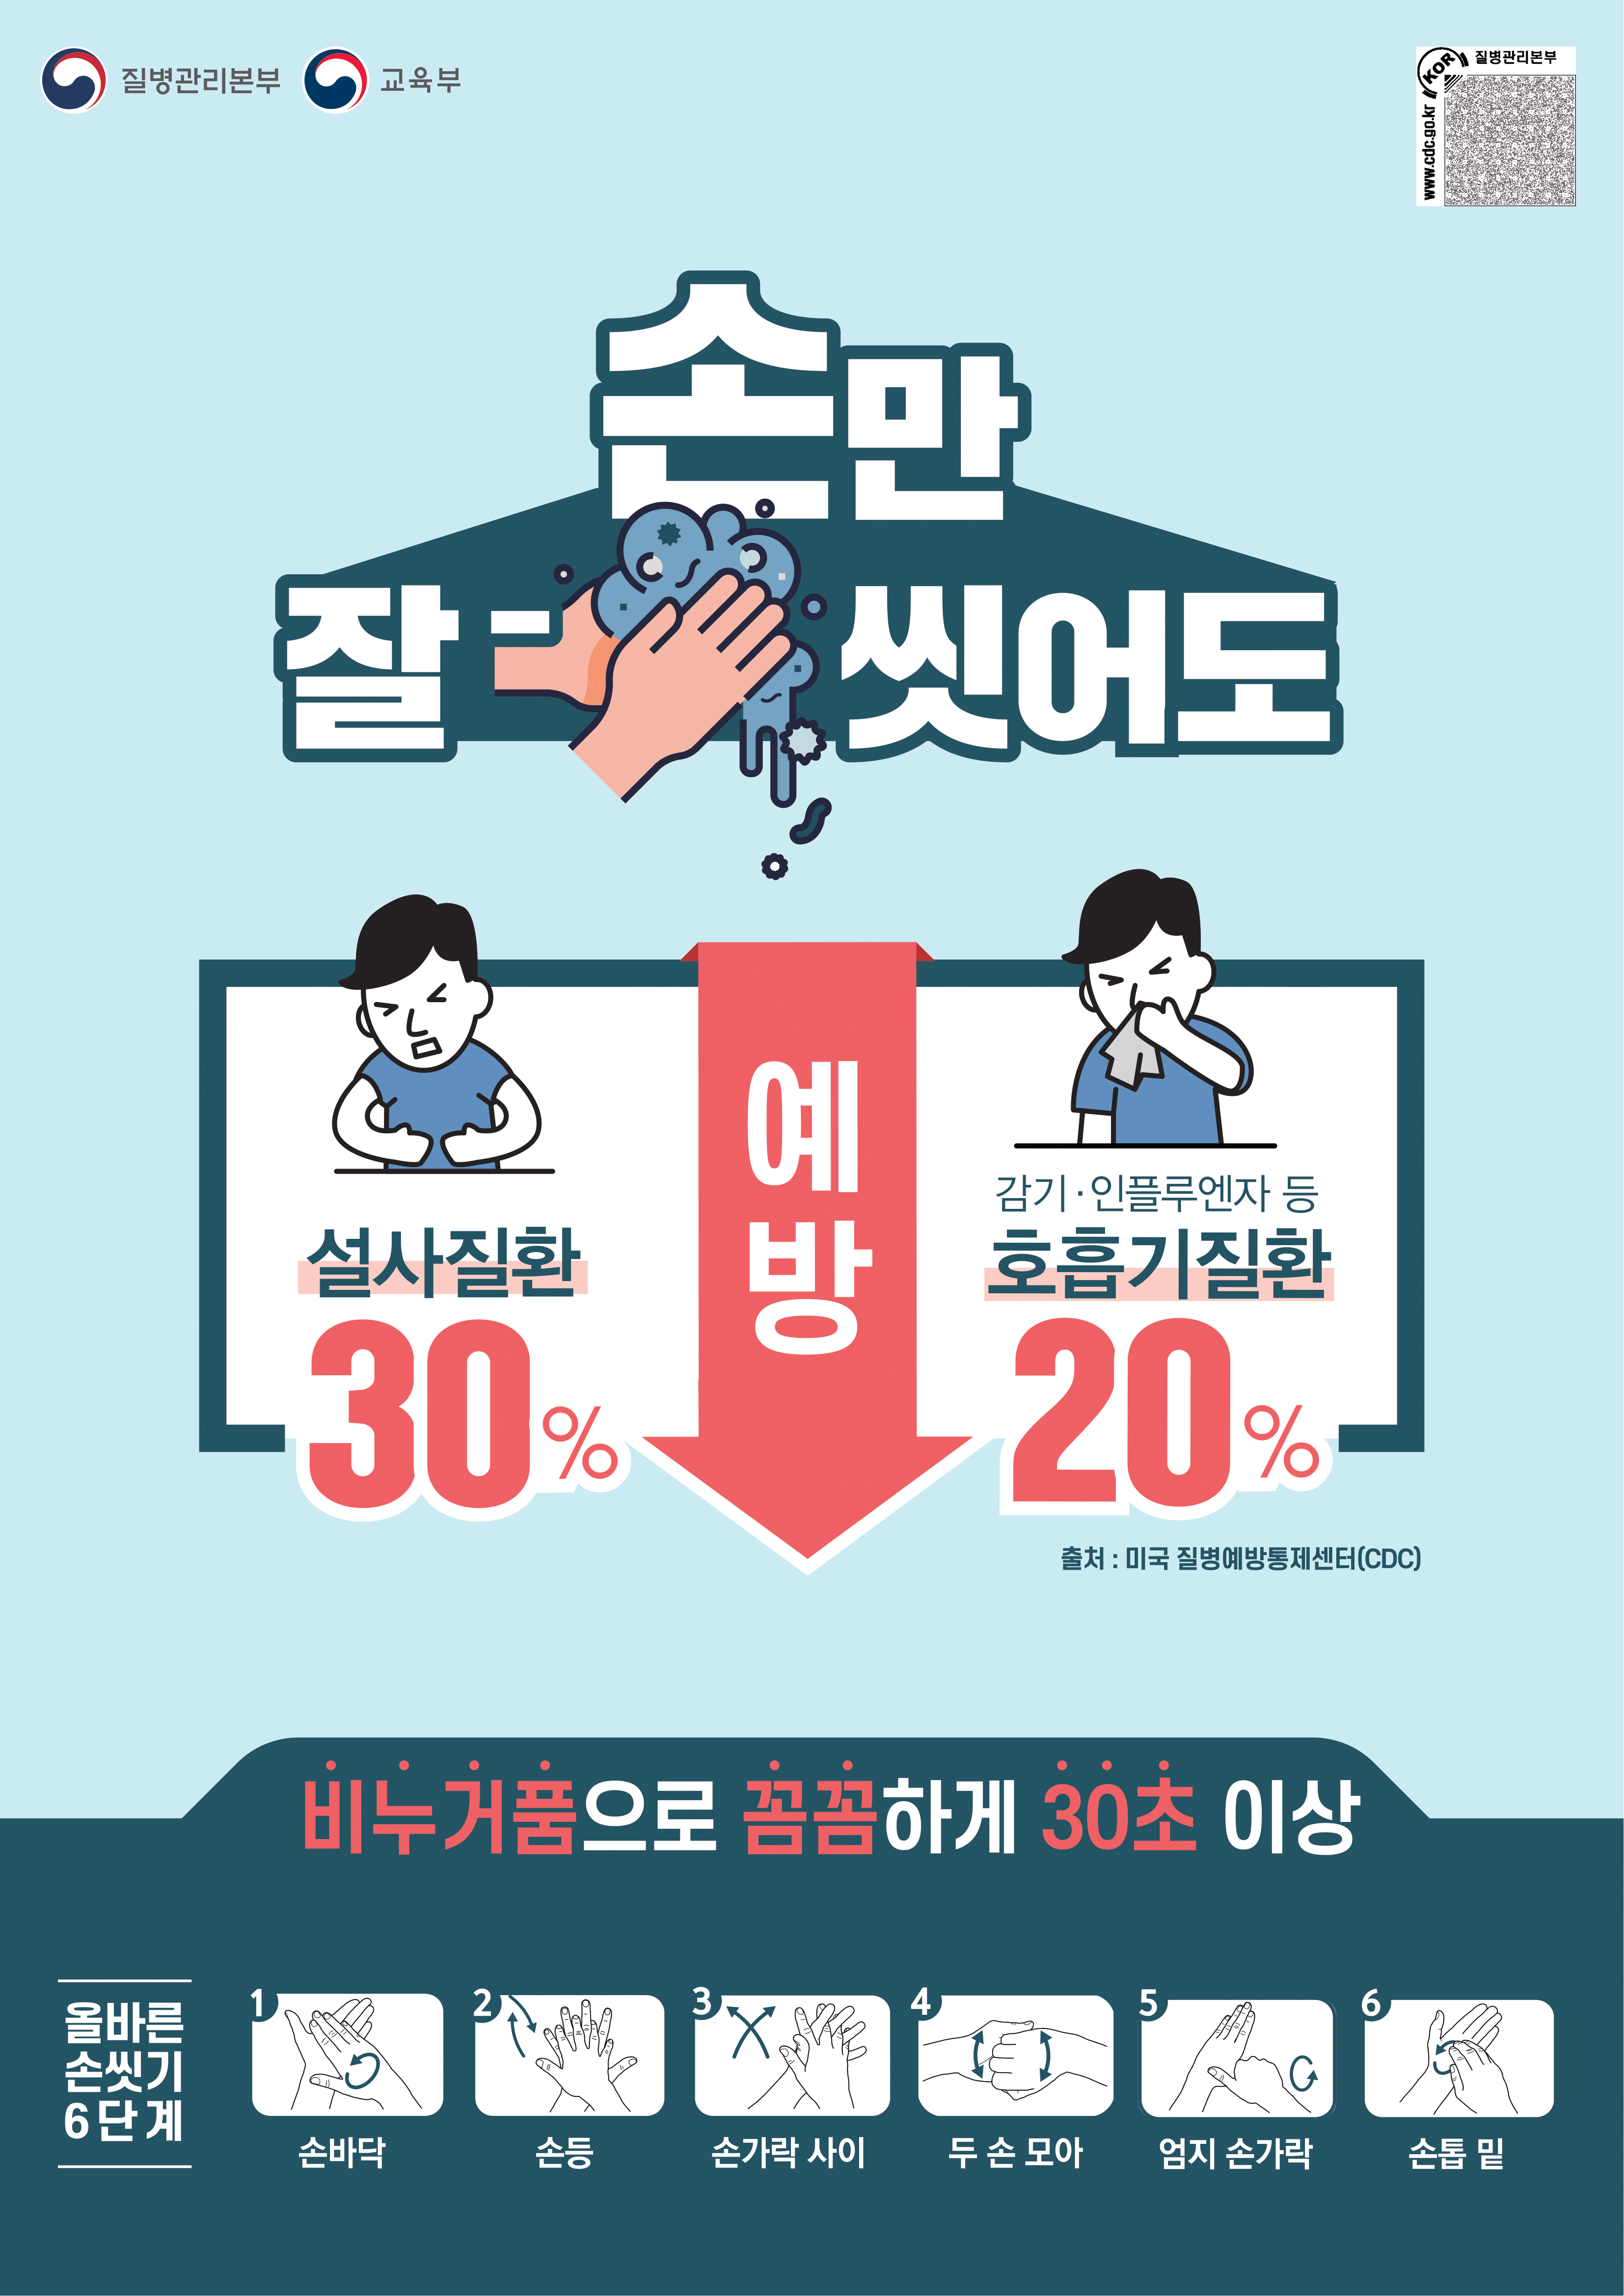 질병관리본부 교육부
KOR 질병관리본부
www.cdc.go.kr
손만
잘- 씻어도
예방
설사질환
30%
감기·인플루엔자 등
호흡기질환
20%
출처 : 미국 질병예방통제센터(CDC)
비누거품으로 꼼꼼하게 30초 이상
올바른
손씻기
6단계
1 손바닥
2 손등
3 손가락 사이
4 두 손 모아
5 엄지 손가락
6 손톱 밑